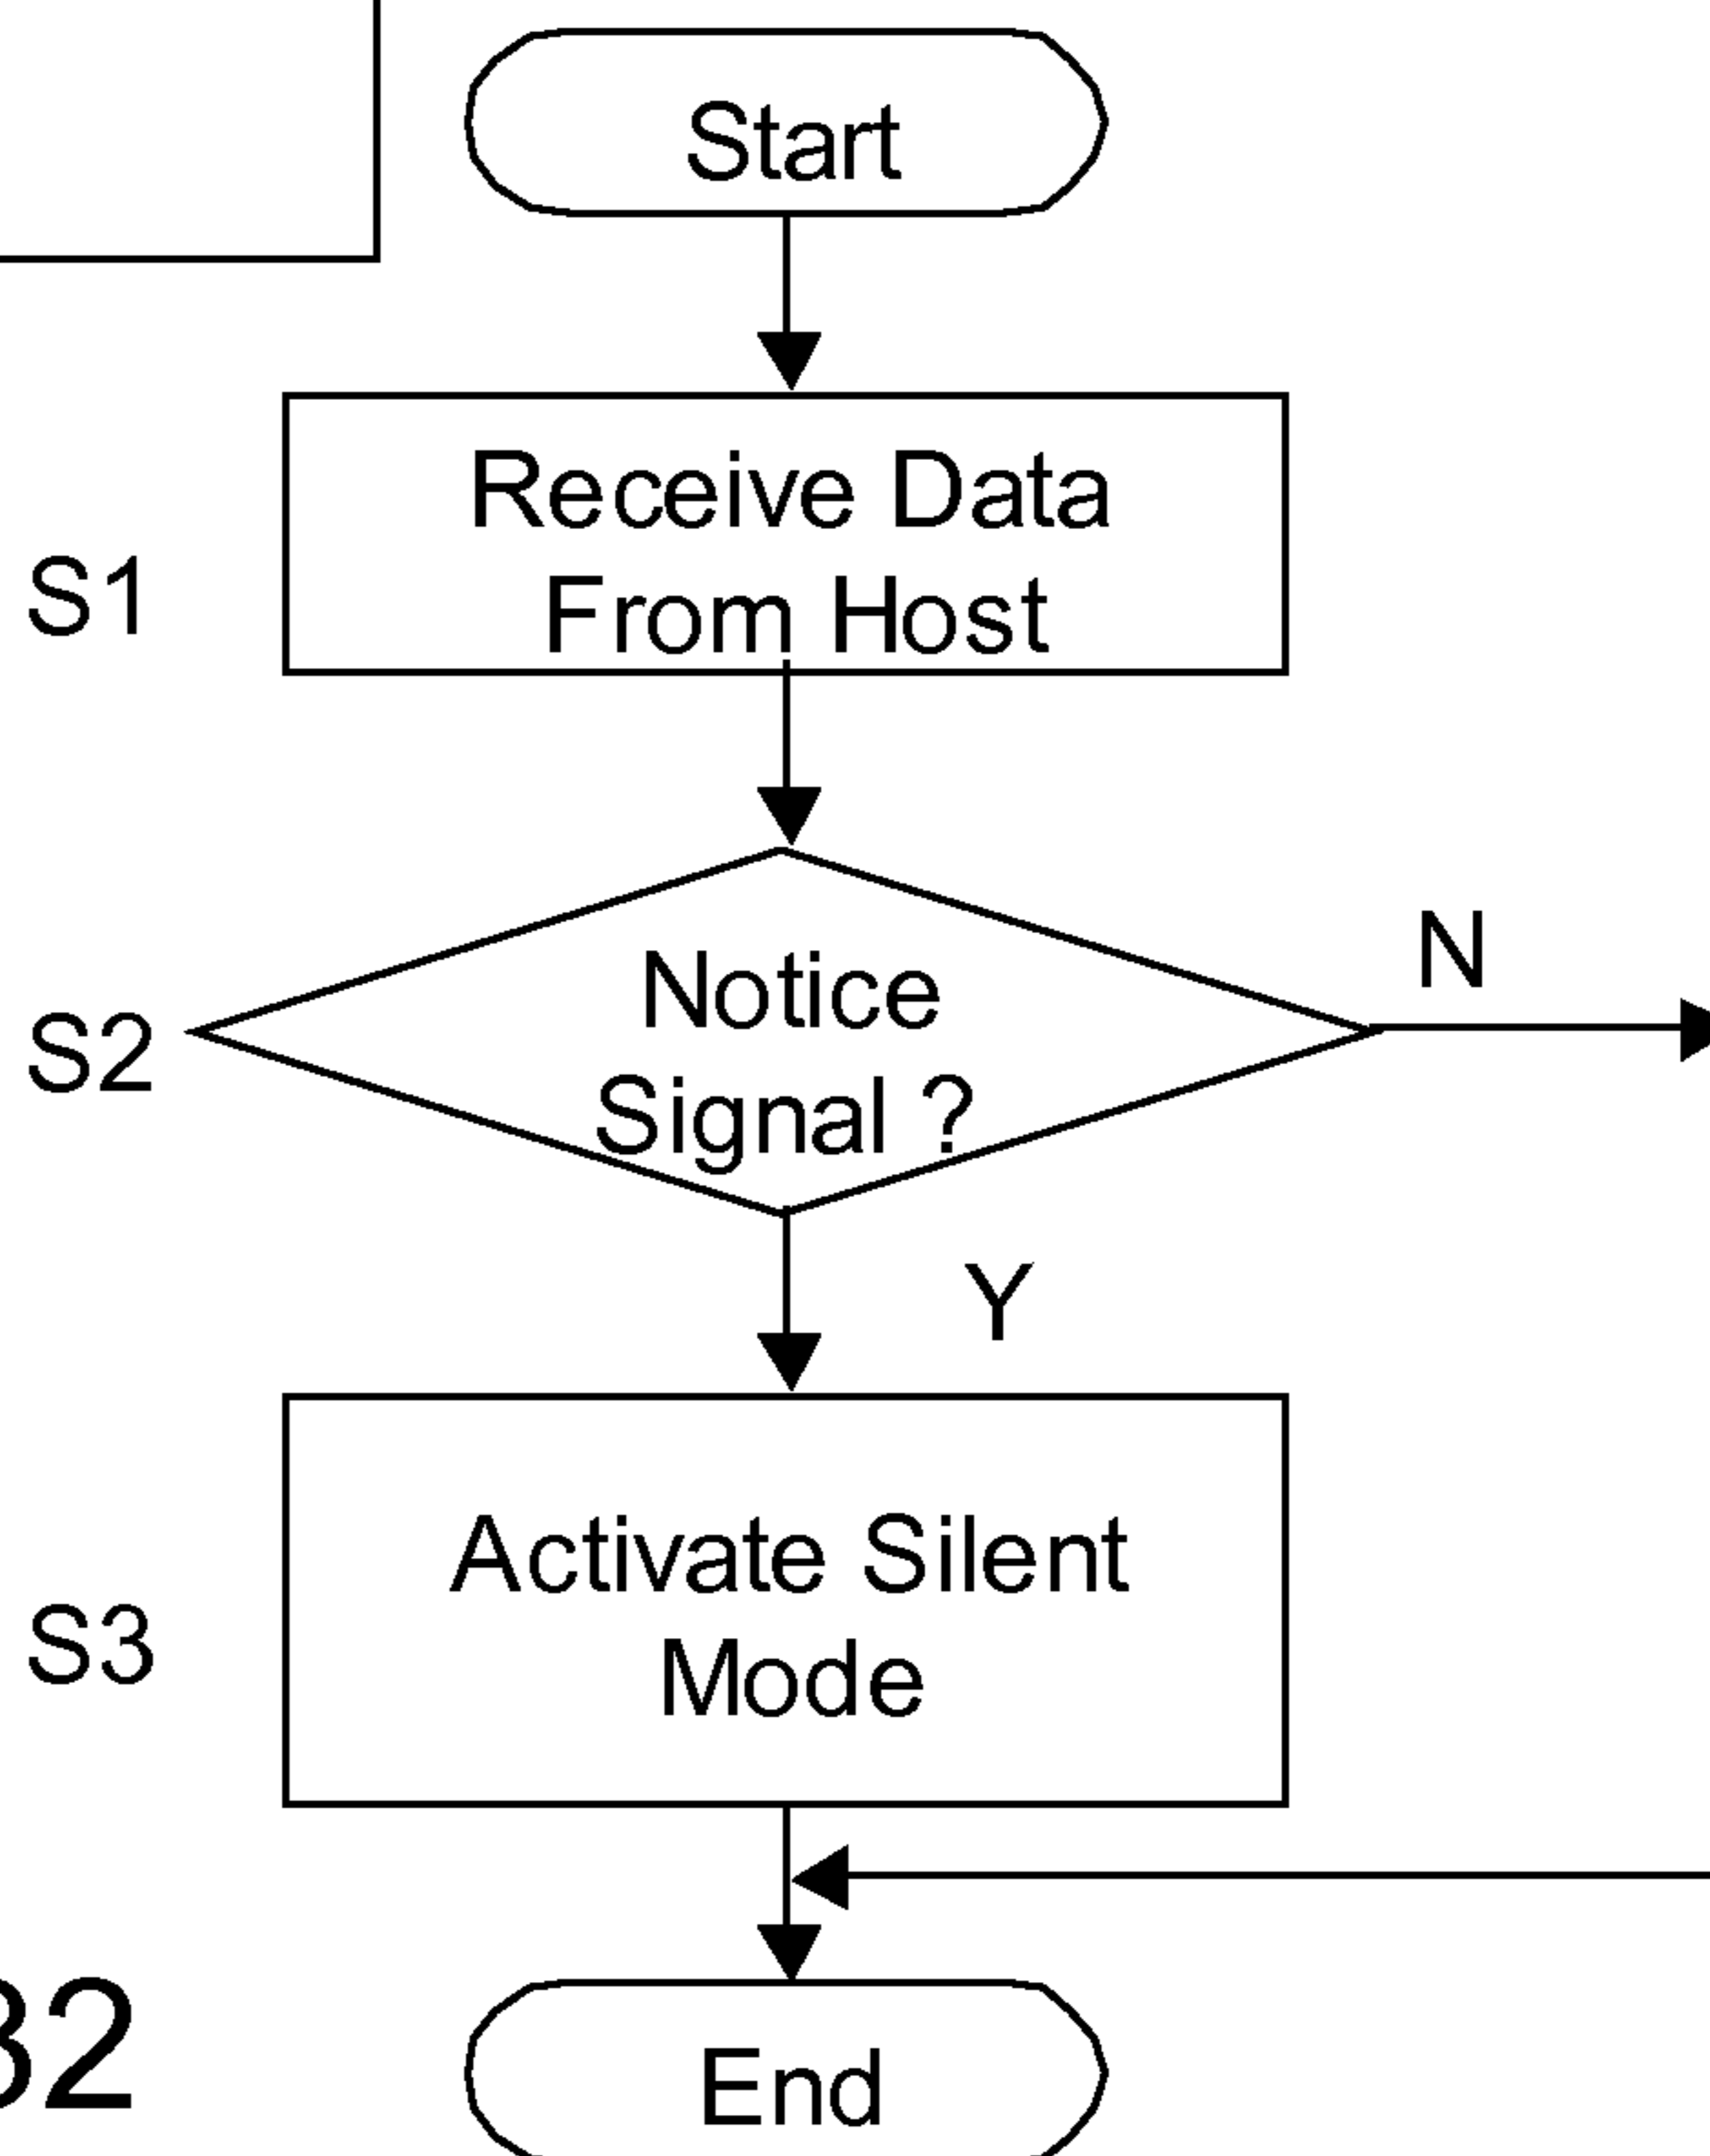 Start
Receive Data
From Host
S1
Notice
Signal ?
N
S2
Y
Activate Silent
Mode
S3
End